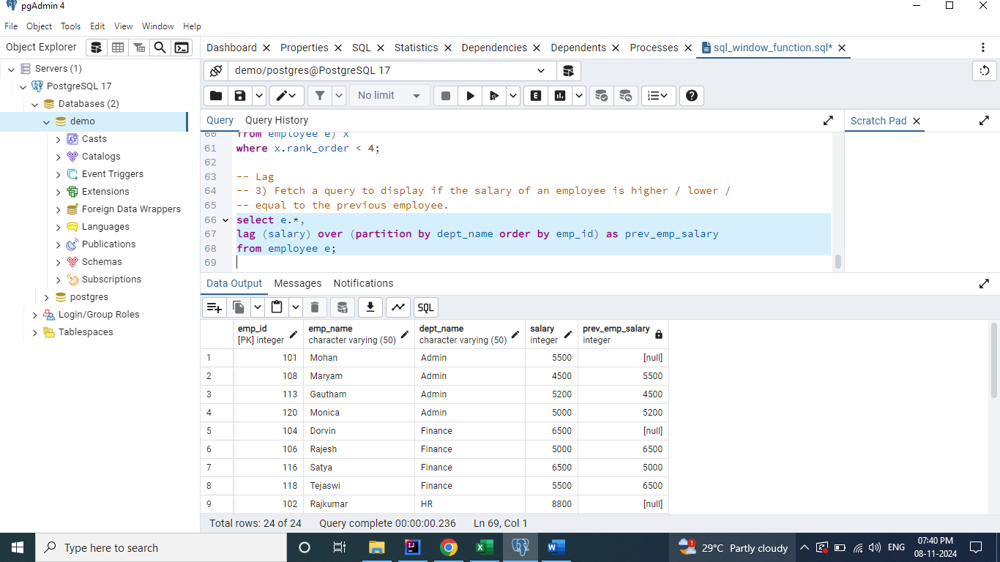 pgAdmin 4
File Object Tools Edit View Window Help
Object Explorer
Dashboard Properties SQL Statistics Dependencies Dependents Processes sql_window_function.sql*
Servers (1)
PostgreSQL 17
Databases (2)
demo
Casts
Catalogs
Event Triggers
Extensions
Foreign Data Wrappers
Languages
Publications
Schemas
Subscriptions
postgres
Login/Group Roles
Tablespaces
demo/postgres@PostgreSQL 17
No limit
E
Query Query History
Scratch Pad
60 from employee e) x
61 where x.rank_order < 4;
62
63 -- Lag
64 -- 3) Fetch a query to display if the salary of an employee is higher / lower /
65 -- equal to the previous employee.
66 select e.*,
67 lag (salary) over (partition by dept_name order by emp_id) as prev_emp_salary
68 from employee e;
69
Data Output Messages Notifications
SQL
emp_id emp_name dept_name salary prev_emp_salary
[PK] integer character varying (50) character varying (50) integer integer
1 101 Mohan Admin 5500 [null]
2 108 Maryam Admin 4500 5500
3 113 Gautham Admin 5200 4500
4 120 Monica Admin 5000 5200
5 104 Dorvin Finance 6500 [null]
6 106 Rajesh Finance 5000 6500
7 116 Satya Finance 6500 5000
8 118 Tejaswi Finance 5500 6500
9 102 Rajkumar HR 8800 [null]
Total rows: 24 of 24 Query complete 00:00:00.236 Ln 69, Col 1
Type here to search
1
29°C Partly cloudy
ENG
07:40 PM
08-11-2024